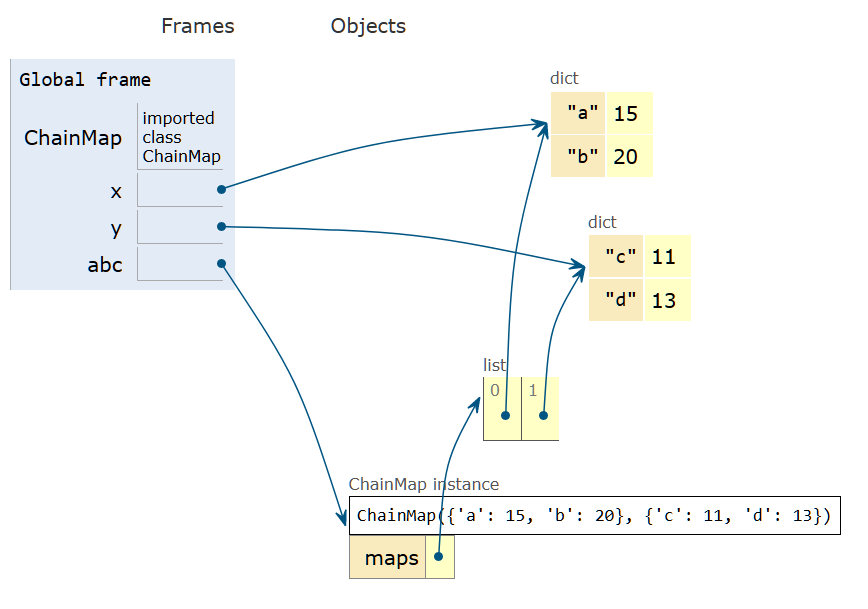 Frames Objects
Global frame
ChainMap
imported
class
ChainMap
x
y
abc
dict
"a" 15
"b" 20
dict
"c" 11
"d" 13
list
0 1
ChainMap instance
ChainMap({'a': 15, 'b': 20}, {'c': 11, 'd': 13})
maps